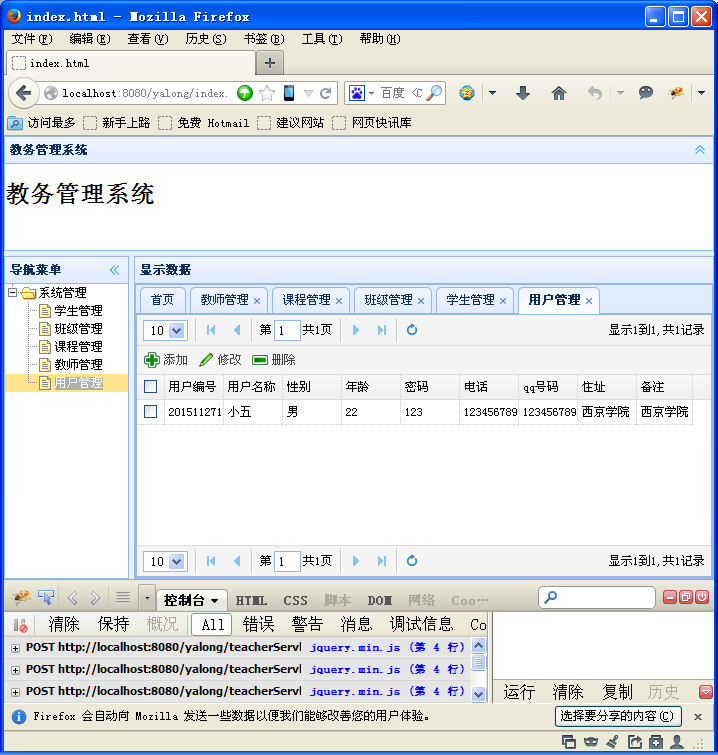 index.html - Mozilla Firefox
文件(F) 编辑(E) 查看(V) 历史(S) 书签(B) 工具(T) 帮助(H)
index.html
localhost:8080/yalong/index. 百度
访问最多 新手上路 免费 Hotmail 建议网站 网页快讯库
教务管理系统
教务管理系统
导航菜单
系统管理
学生管理
班级管理
课程管理
教师管理
用户管理
显示数据
首页 教师管理 课程管理 班级管理 学生管理 用户管理
10 第 1 共1页 显示1到1,共1记录
添加 修改 删除
用户编号 用户名称 性别 年龄 密码 电话 qq号码 住址 备注
201511271 小五 男 22 123 123456789 123456789 西京学院 西京学院
10 第 1 共1页 显示1到1,共1记录
控制台 HTML CSS 脚本 DOM 网络 Coo…
清除 保持 概况 All 错误 警告 消息 调试信息 Co
POST http://localhost:8080/yalong/teacherServl jquery.min.js (第 4 行)
POST http://localhost:8080/yalong/teacherServl jquery.min.js (第 4 行)
POST http://localhost:8080/yalong/teacherServl jquery.min.js (第 4 行)
运行 清除 复制 历史
Firefox 会自动向 Mozilla 发送一些数据以便我们能够改善您的用户体验。 选择要分享的内容(C)